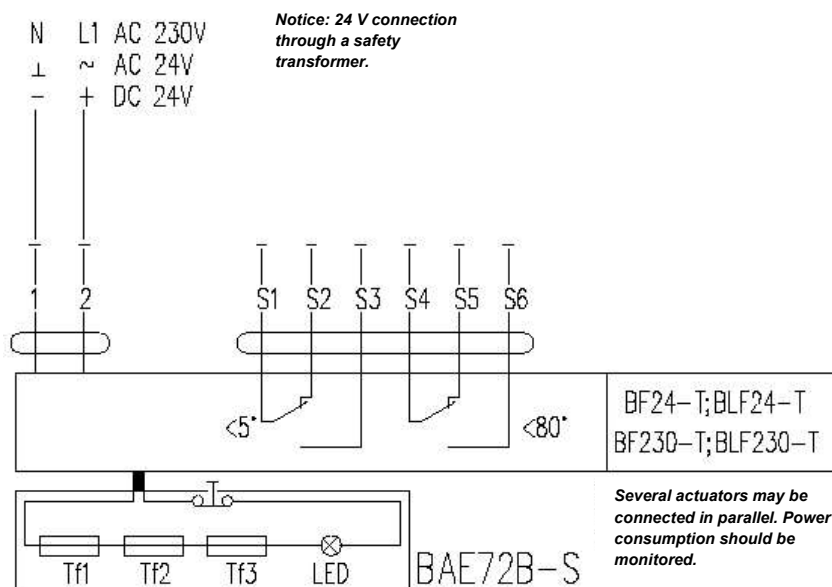 N L1 AC 230V
⊥ ~ AC 24V
− + DC 24V
Notice: 24 V connection
through a safety
transformer.
1 2 S1 S2 S3 S4 S5 S6
<5° <80°
BF24-T;BLF24-T
BF230-T;BLF230-T
Several actuators may be
connected in parallel. Power
consumption should be
monitored.
Tf1 Tf2 Tf3 LED
BAE72B-S